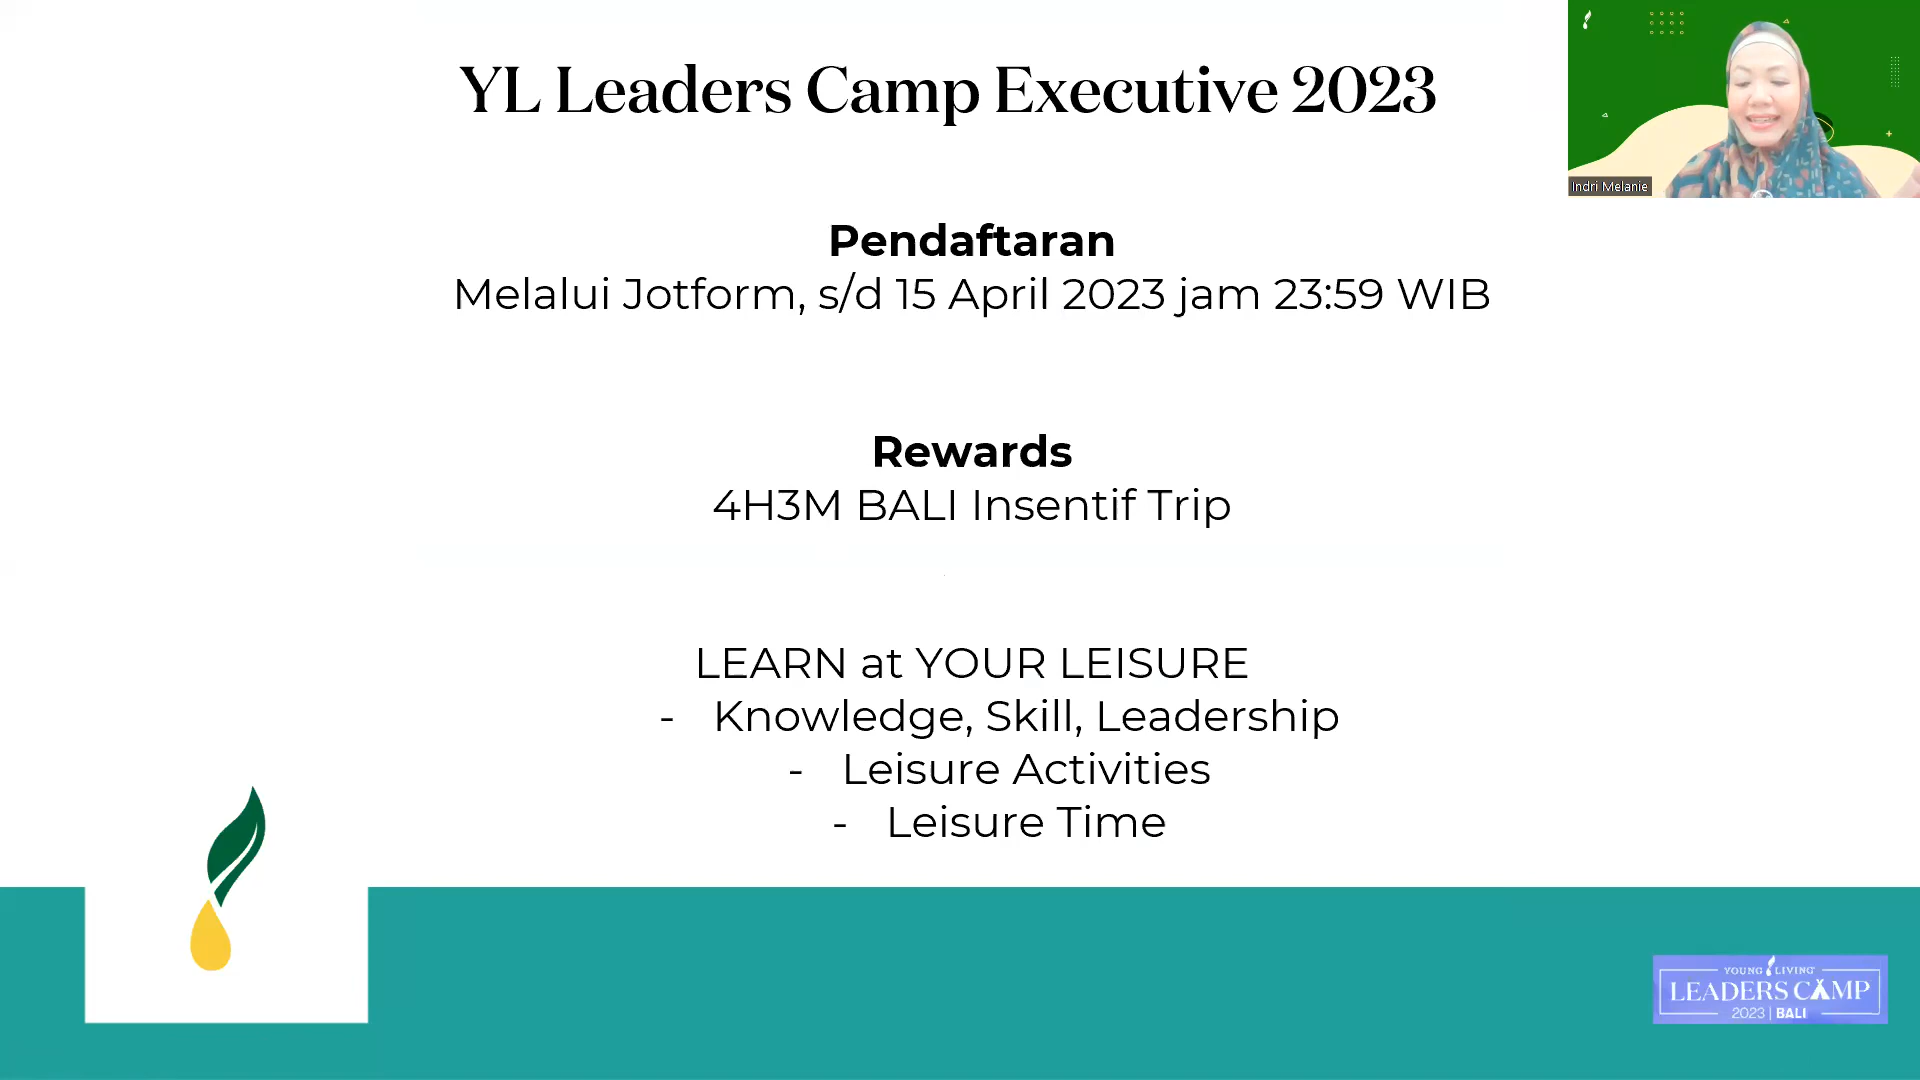 YL Leaders Camp Executive 2023
Indri Melanie
Pendaftaran
Melalui Jotform, s/d 15 April 2023 jam 23:59 WIB
Rewards
4H3M BALI Insentif Trip
LEARN at YOUR LEISURE
- Knowledge, Skill, Leadership
- Leisure Activities
- Leisure Time
YOUNG LIVING
LEADERS CAMP
2023 | BALI